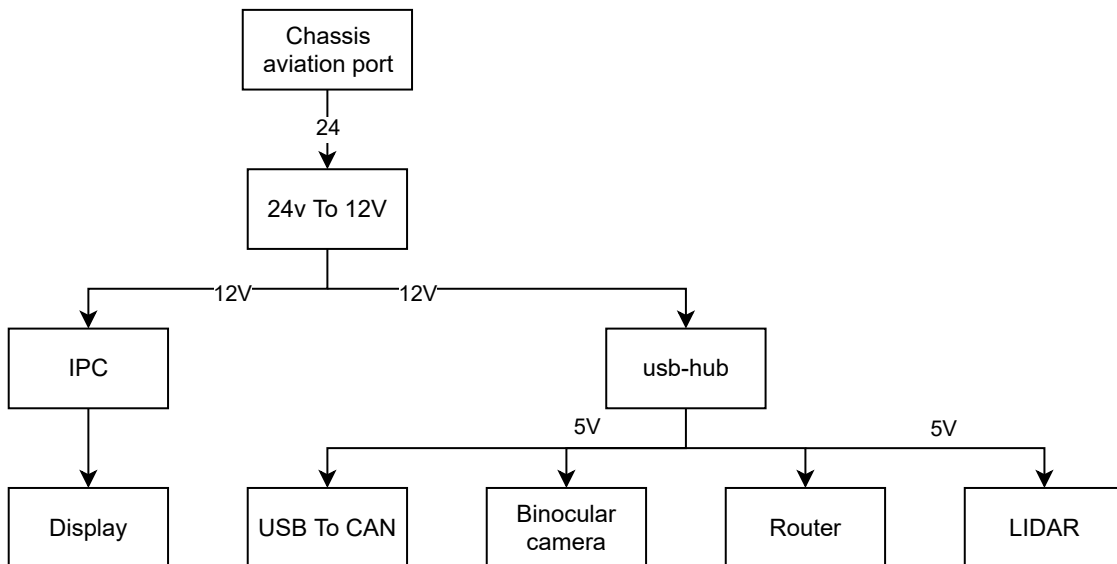 Chassis
aviation port
24
24v To 12V
12V
12V
IPC
usb-hub
5V
5V
Display
USB To CAN
Binocular
camera
Router
LIDAR